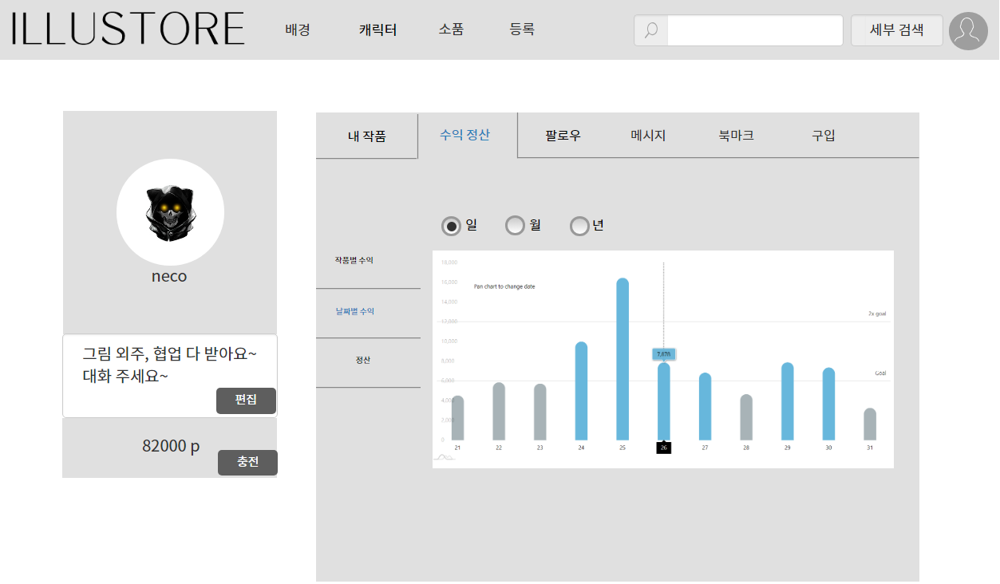 ILLUSTORE 배경 캐릭터 소품 등록 세부 검색
내 작품 수익 정산 팔로우 메시지 북마크 구입
neco
그림 외주, 협업 다 받아요~
대화 주세요~
편집
82000 p
충전
일 월 년
작품별 수익
날짜별 수익
정산
18,000
16,000
Pan chart to change date
14,000
2x goal
12,000
10,000
7,878
8,000
Goal
6,000
4,000
2,000
0
21 22 23 24 25 26 27 28 29 30 31